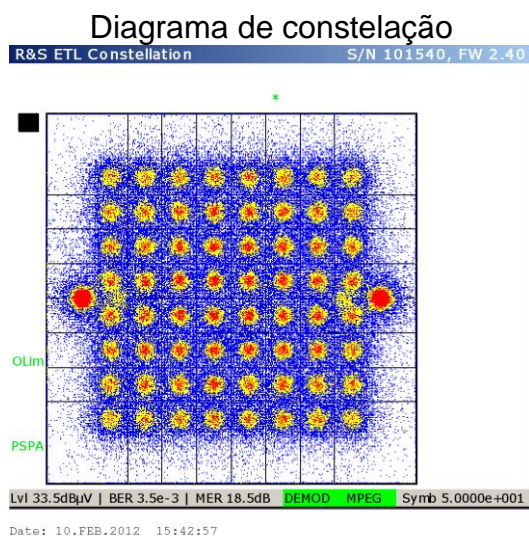 Diagrama de constelação
R&S ETL Constellation S/N 101540, FW 2.40
*
OLim
PSPA
Lvl 33.5dBµV | BER 3.5e-3 | MER 18.5dB DEMOD MPEG Symb 5.0000e+001
Date: 10.FEB.2012 15:42:57